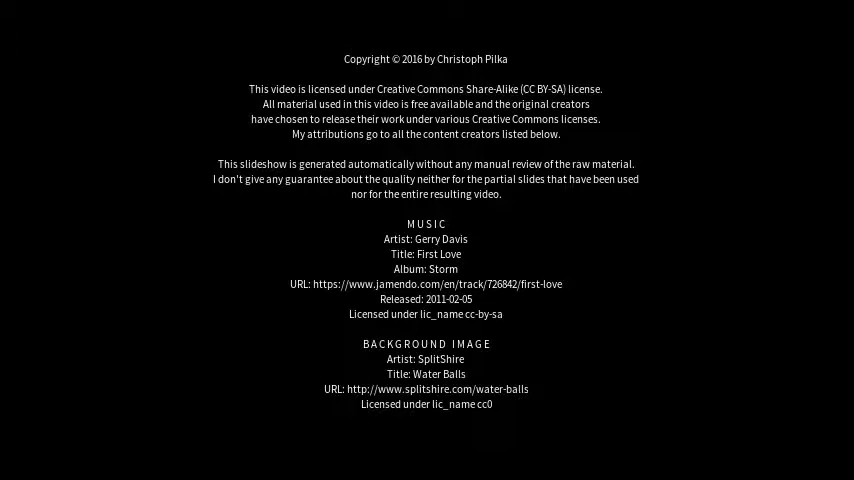 Copyright © 2016 by Christoph Pilka
This video is licensed under Creative Commons Share-Alike (CC BY-SA) license.
All material used in this video is free available and the original creators
have chosen to release their work under various Creative Commons licenses.
My attributions go to all the content creators listed below.
This slideshow is generated automatically without any manual review of the raw material.
I don't give any guarantee about the quality neither for the partial slides that have been used
nor for the entire resulting video.
M U S I C
Artist: Gerry Davis
Title: First Love
Album: Storm
URL: https://www.jamendo.com/en/track/726842/first-love
Released: 2011-02-05
Licensed under lic_name cc-by-sa
B A C K G R O U N D   I M A G E
Artist: SplitShire
Title: Water Balls
URL: http://www.splitshire.com/water-balls
Licensed under lic_name cc0